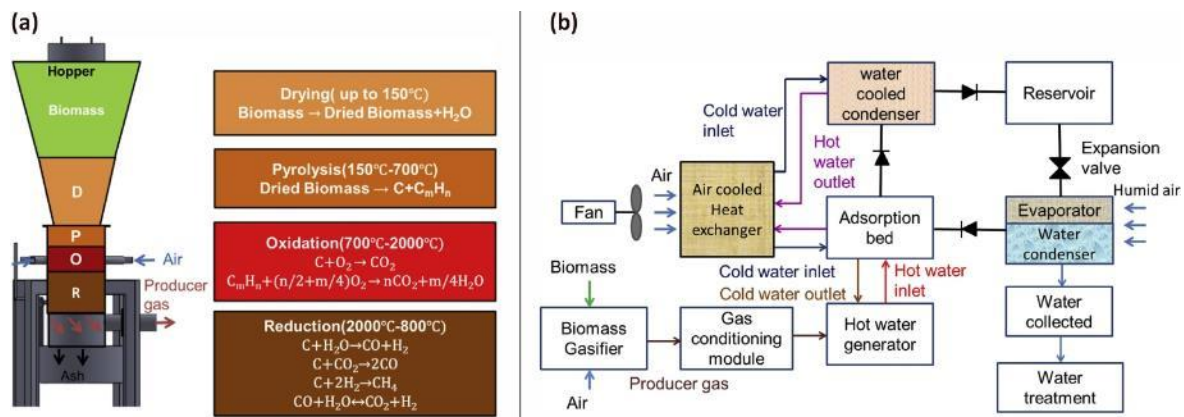 (a)
Hopper
Biomass
D
P
O
R
Air
Producer
gas
Ash
Drying( up to 150℃)
Biomass → Dried Biomass+H₂O
Pyrolysis(150℃-700℃)
Dried Biomass → C+CₘHₙ
Oxidation(700℃-2000℃)
C+O₂ → CO₂
CₘHₙ+(n/2+m/4)O₂→nCO₂+m/4H₂O
Reduction(2000℃-800℃)
C+H₂O→CO+H₂
C+CO₂→2CO
C+2H₂→CH₄
CO+H₂O↔CO₂+H₂
(b)
water
cooled
condenser
Reservoir
Cold water
inlet
Hot
water
outlet
Expansion
valve
Humid air
Fan
Air
Air cooled
Heat
exchanger
Adsorption
bed
Evaporator
Water
condenser
Cold water inlet
Cold water outlet
Hot water
inlet
Biomass
Biomass
Gasifier
Gas
conditioning
module
Hot water
generator
Water
collected
Producer gas
Air
Water
treatment